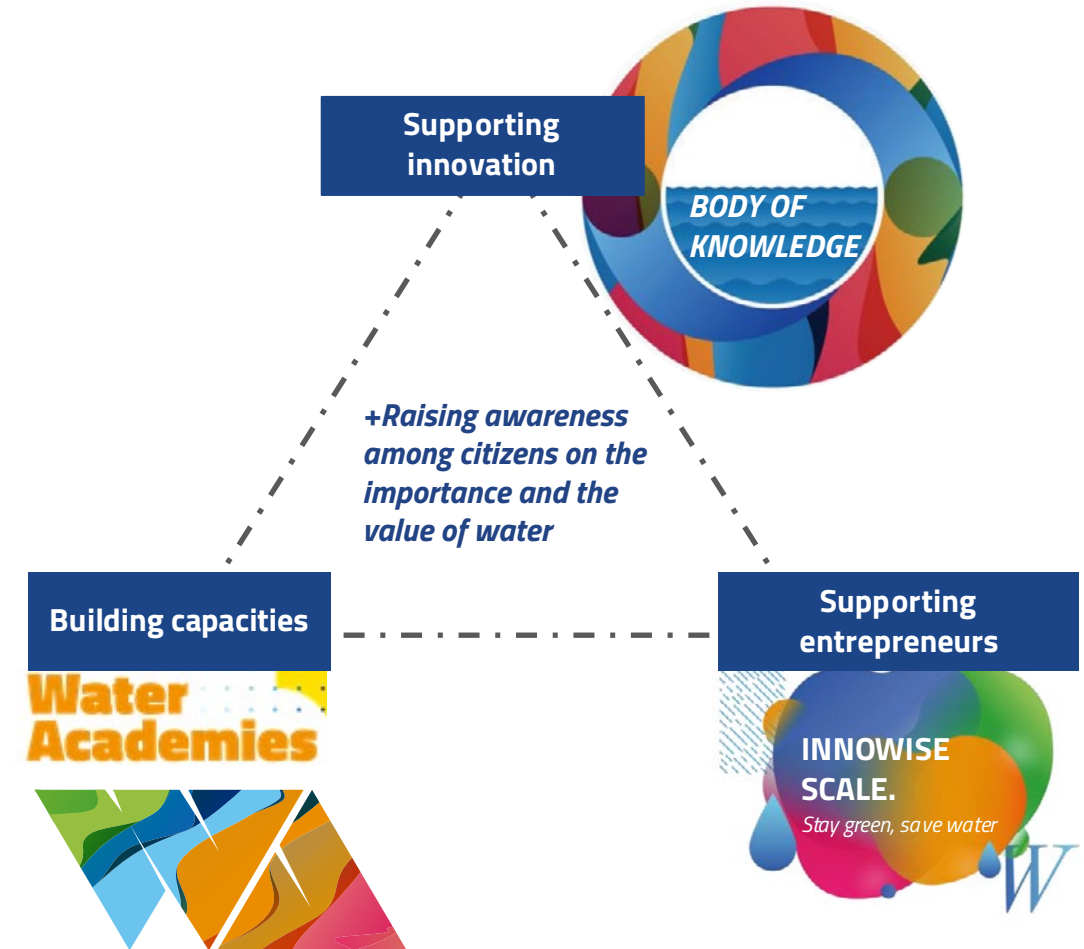 Supporting
innovation
BODY OF
KNOWLEDGE
+Raising awareness
among citizens on the
importance and the
value of water
Building capacities
Supporting
entrepreneurs
Water
Academies
INNOWISE
SCALE.
Stay green, save water
W